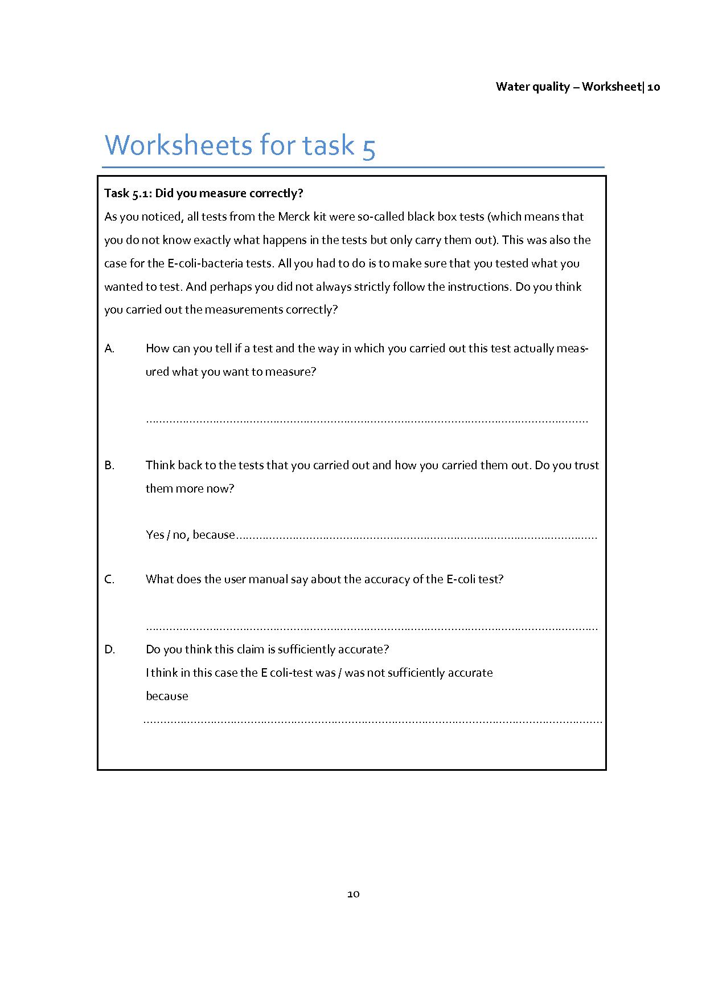 Water quality – Worksheet| 10
Worksheets for task 5
Task 5.1: Did you measure correctly?
As you noticed, all tests from the Merck kit were so-called black box tests (which means that
you do not know exactly what happens in the tests but only carry them out). This was also the
case for the E-coli-bacteria tests. All you had to do is to make sure that you tested what you
wanted to test. And perhaps you did not always strictly follow the instructions. Do you think
you carried out the measurements correctly?
A. How can you tell if a test and the way in which you carried out this test actually meas-
ured what you want to measure?
………………………………………………………………………………………………………………………
B. Think back to the tests that you carried out and how you carried them out. Do you trust
them more now?
Yes / no, because…………………………………………………………………………………………………
C. What does the user manual say about the accuracy of the E-coli test?
…………………………………………………………………………………………………………………………
D. Do you think this claim is sufficiently accurate?
I think in this case the E coli-test was / was not sufficiently accurate
because
……………………………………………………………………………………………………………………………
10